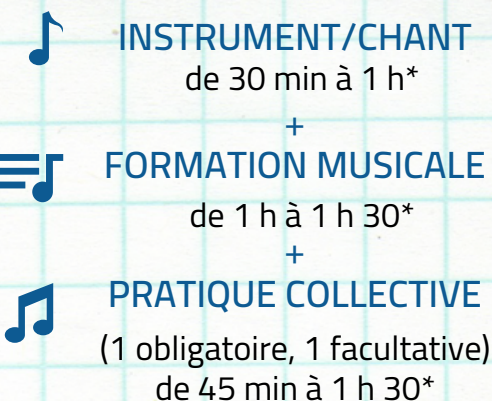 INSTRUMENT/CHANT
de 30 min à 1 h*
+
FORMATION MUSICALE
de 1 h à 1 h 30*
+
PRATIQUE COLLECTIVE
(1 obligatoire, 1 facultative)
de 45 min à 1 h 30*